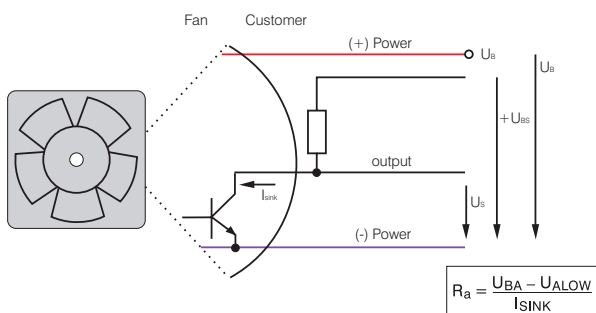 Fan Customer
(+) Power
UB
UB
+UBS
output
Isink
US
(-) Power
Ra = UBA – UALOW
ISINK